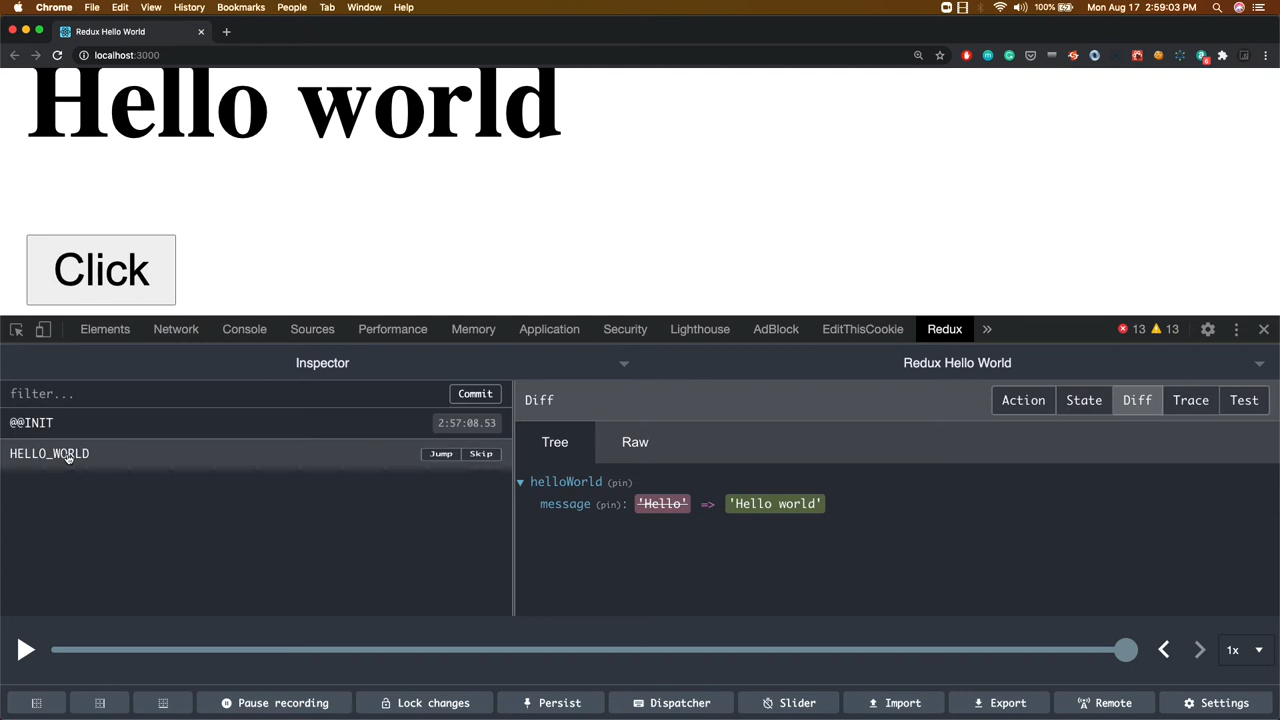 Chrome File Edit View History Bookmarks People Tab Window Help 100% Mon Aug 17 2:59:03 PM
Redux Hello World
localhost:3000
6
Hello world
Click
Elements Network Console Sources Performance Memory Application Security Lighthouse AdBlock EditThisCookie Redux » 13 13
Inspector Redux Hello World
filter... Commit Diff Action State Diff Trace Test
@@INIT 2:57:08.53
Tree Raw
HELLO_WORLD Jump Skip
helloWorld (pin)
message (pin): 'Hello' => 'Hello world'
1x
Pause recording Lock changes Persist Dispatcher Slider Import Export Remote Settings